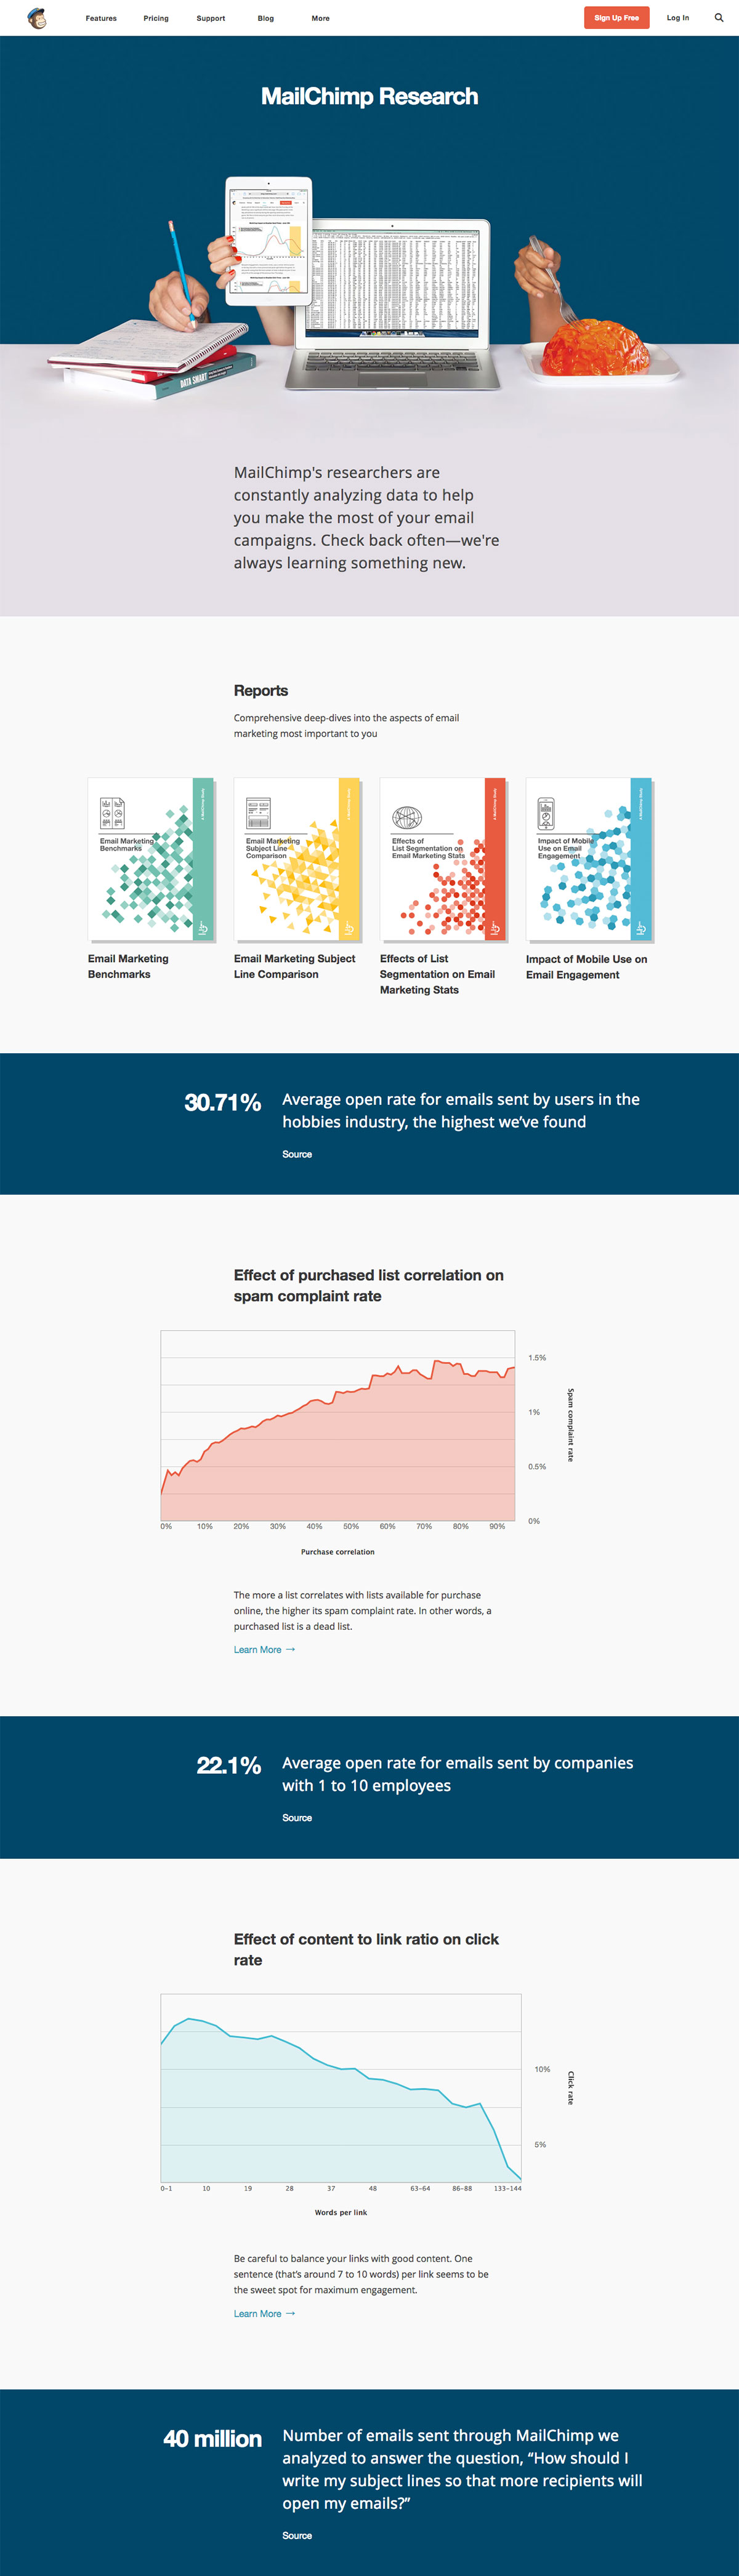 Features Pricing Support Blog More Sign Up Free Log In
MailChimp Research
DATA SMART
MailChimp's researchers are
constantly analyzing data to help
you make the most of your email
campaigns. Check back often—we're
always learning something new.
Reports
Comprehensive deep-dives into the aspects of email
marketing most important to you
A MailChimp Study
Email Marketing
Benchmarks
A MailChimp Study
Email Marketing
Subject Line
Comparison
A MailChimp Study
Effects of
List Segmentation on
Email Marketing Stats
A MailChimp Study
Impact of Mobile
Use on Email
Engagement
Email Marketing
Benchmarks
Email Marketing Subject
Line Comparison
Effects of List
Segmentation on Email
Marketing Stats
Impact of Mobile Use on
Email Engagement
30.71%
Average open rate for emails sent by users in the
hobbies industry, the highest we’ve found
Source
Effect of purchased list correlation on
spam complaint rate
1.5%
1%
0.5%
0%
Spam complaint rate
0% 10% 20% 30% 40% 50% 60% 70% 80% 90%
Purchase correlation
The more a list correlates with lists available for purchase
online, the higher its spam complaint rate. In other words, a
purchased list is a dead list.
Learn More →
22.1%
Average open rate for emails sent by companies
with 1 to 10 employees
Source
Effect of content to link ratio on click
rate
10%
5%
Click rate
0–1 10 19 28 37 48 63–64 86–88 133–144
Words per link
Be careful to balance your links with good content. One
sentence (that’s around 7 to 10 words) per link seems to be
the sweet spot for maximum engagement.
Learn More →
40 million
Number of emails sent through MailChimp we
analyzed to answer the question, “How should I
write my subject lines so that more recipients will
open my emails?”
Source